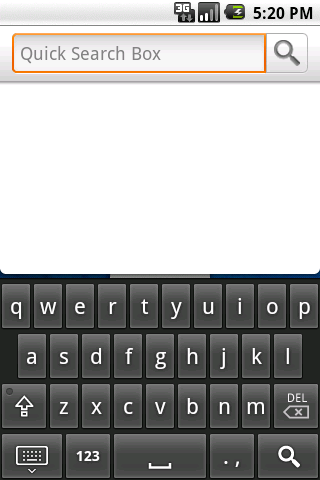 3G 5:20 PM
Quick Search Box
q w e r t y u i o p
a s d f g h j k l
z x c v b n m DEL
123 . ,